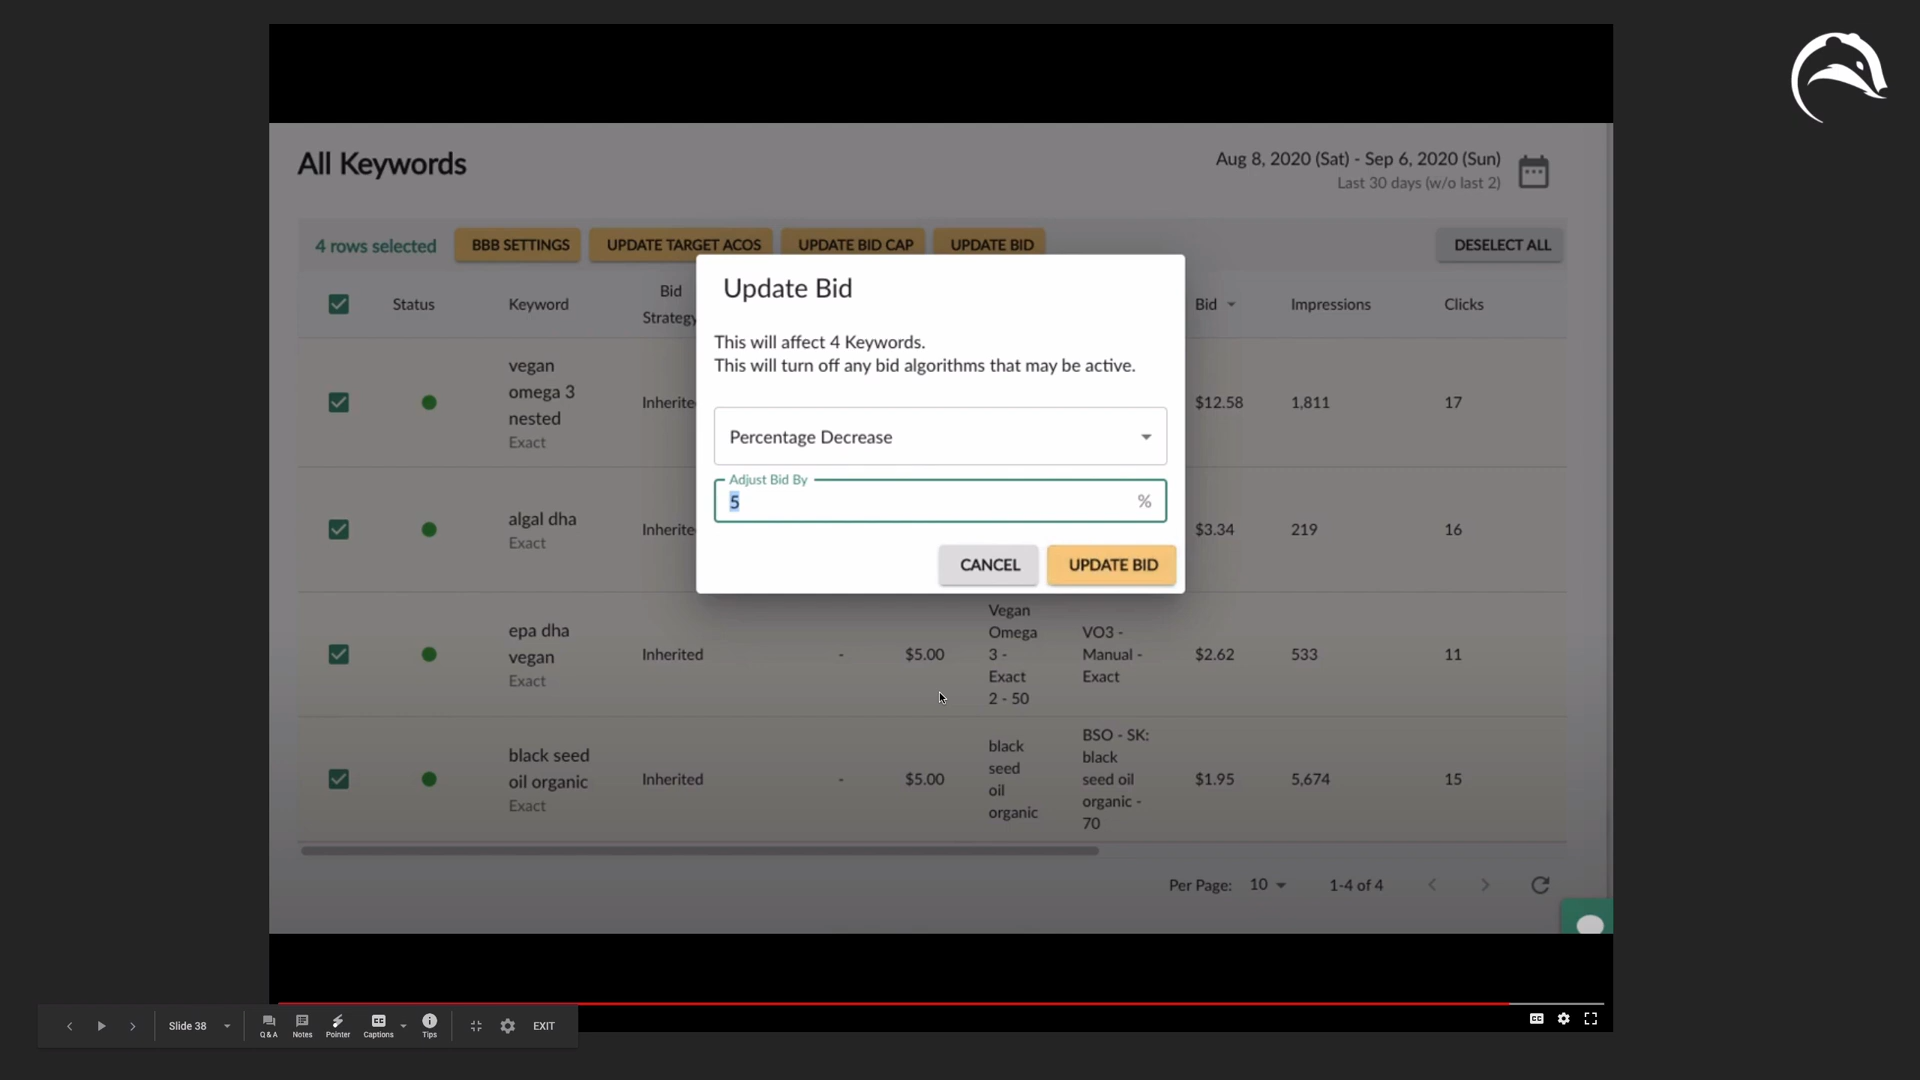 All Keywords
Aug 8, 2020 (Sat) - Sep 6, 2020 (Sun)
Last 30 days (w/o last 2)
4 rows selected
BBB SETTINGS
UPDATE TARGET ACOS
UPDATE BID CAP
UPDATE BID
DESELECT ALL
Status
Keyword
Bid
Strategy
Bid
Impressions
Clicks
Update Bid
This will affect 4 Keywords.
This will turn off any bid algorithms that may be active.
Percentage Decrease
Adjust Bid By
5
%
CANCEL
UPDATE BID
vegan
omega 3
nested
Exact
Inherite
$12.58
1,811
17
algal dha
Exact
Inherite
$3.34
219
16
epa dha
vegan
Exact
Inherited
-
$5.00
Vegan
Omega
3 -
Exact
2 - 50
VO3 -
Manual -
Exact
$2.62
533
11
black seed
oil organic
Exact
Inherited
-
$5.00
black
seed
oil
organic
BSO - SK:
black
seed oil
organic -
70
$1.95
5,674
15
Per Page:
10
1-4 of 4
Slide 38
Q&A
Notes
Pointer
CC
Captions
Tips
EXIT
CC